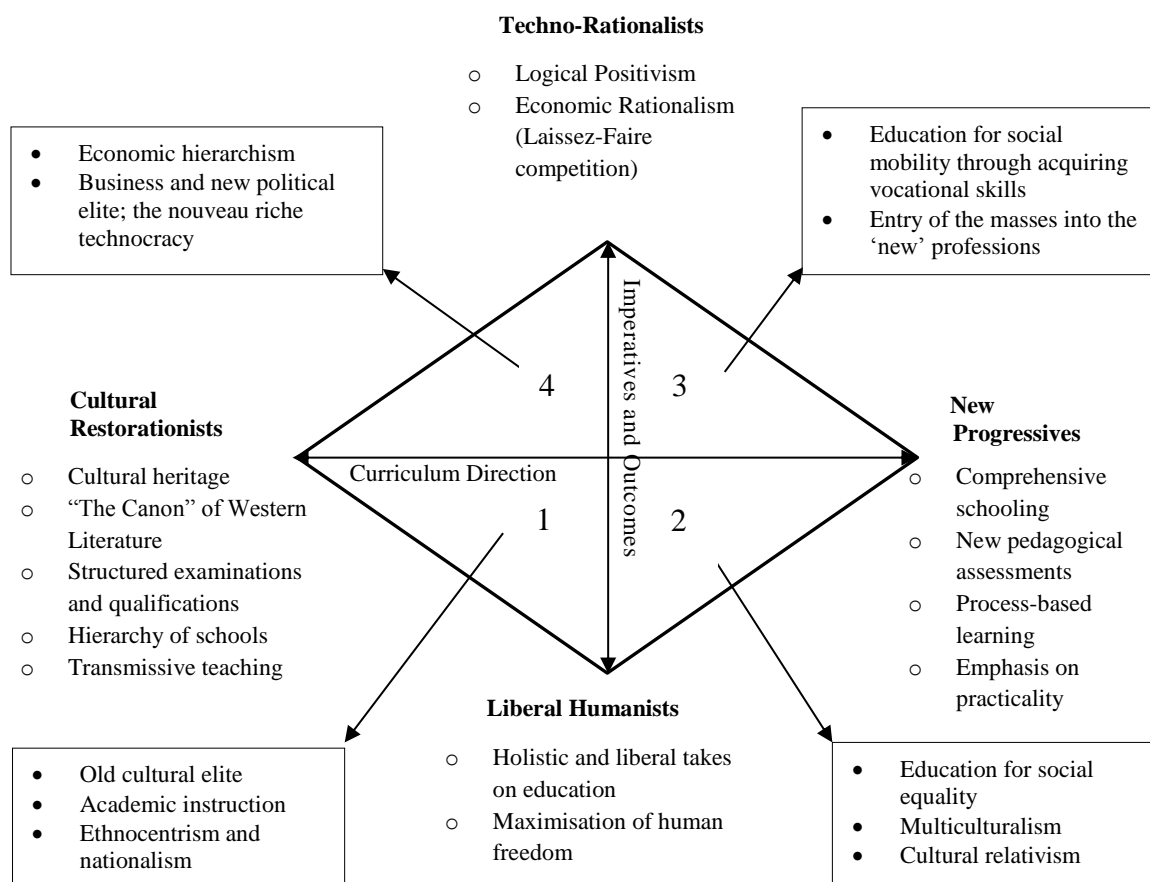 Techno-Rationalists
o Logical Positivism
o Economic Rationalism
(Laissez-Faire
competition)
• Economic hierarchism
• Business and new political
elite; the nouveau riche
technocracy
• Education for social
mobility through acquiring
vocational skills
• Entry of the masses into the
‘new’ professions
Imperatives and Outcomes
4
3
Cultural
Restorationists
o Cultural heritage
o “The Canon” of Western
Literature
o Structured examinations
and qualifications
o Hierarchy of schools
o Transmissive teaching
Curriculum Direction
New
Progressives
o Comprehensive
schooling
o New pedagogical
assessments
o Process-based
learning
o Emphasis on
practicality
1
2
Liberal Humanists
o Holistic and liberal takes
on education
o Maximisation of human
freedom
• Old cultural elite
• Academic instruction
• Ethnocentrism and
nationalism
• Education for social
equality
• Multiculturalism
• Cultural relativism